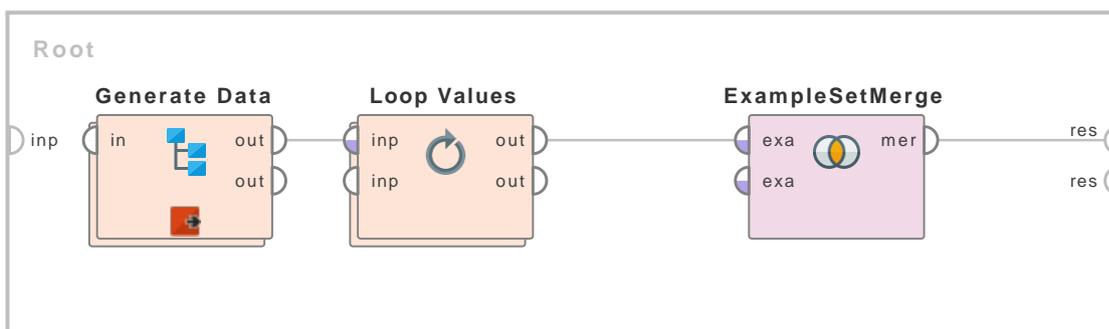 Root
Generate Data
Loop Values
ExampleSetMerge
inp
in
out
out
inp
out
inp
out
exa
mer
exa
res
res